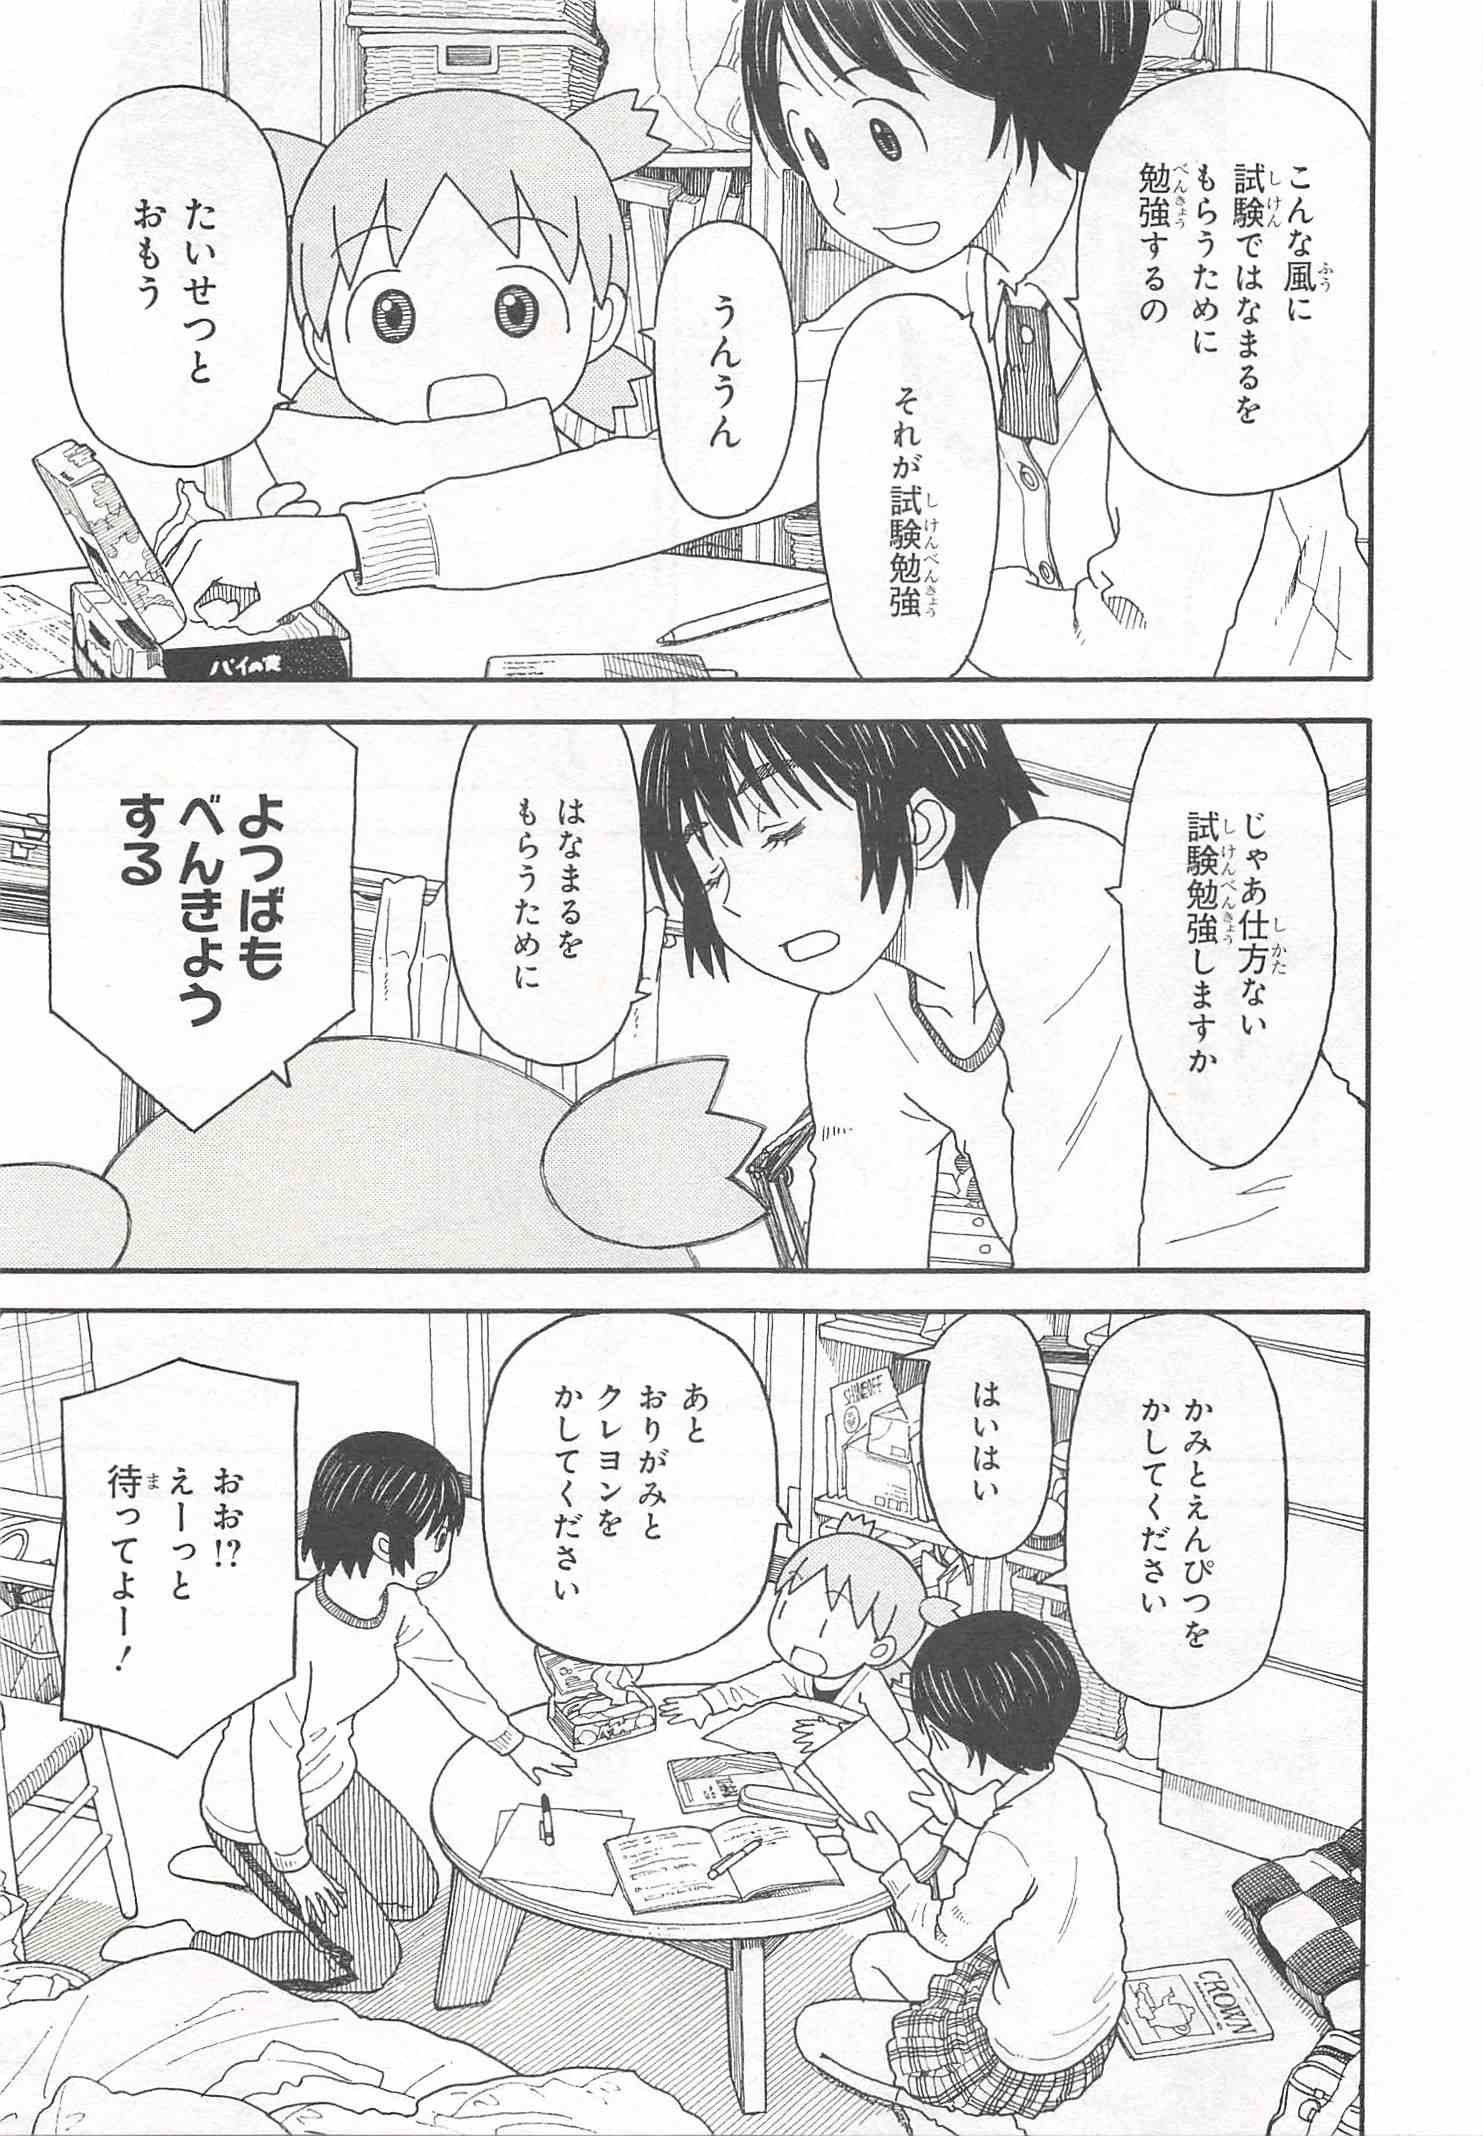 こんな風に
試験ではなまるを
もらうために
勉強するの
それが試験勉強
うんうん
たいせつと
おもう
パイの実
じゃあ仕方ない
試験勉強しますか
はなまるを
もらうために
よつばも
べんきょう
する
かみとえんぴつを
かしてください
はいはい
あと
おりがみと
クレヨンを
かしてください
おお!?
えーっと
待ってよー！
CROWN